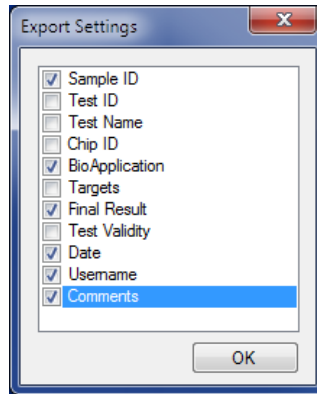 Export Settings
Sample ID
Test ID
Test Name
Chip ID
BioApplication
Targets
Final Result
Test Validity
Date
Username
Comments
OK